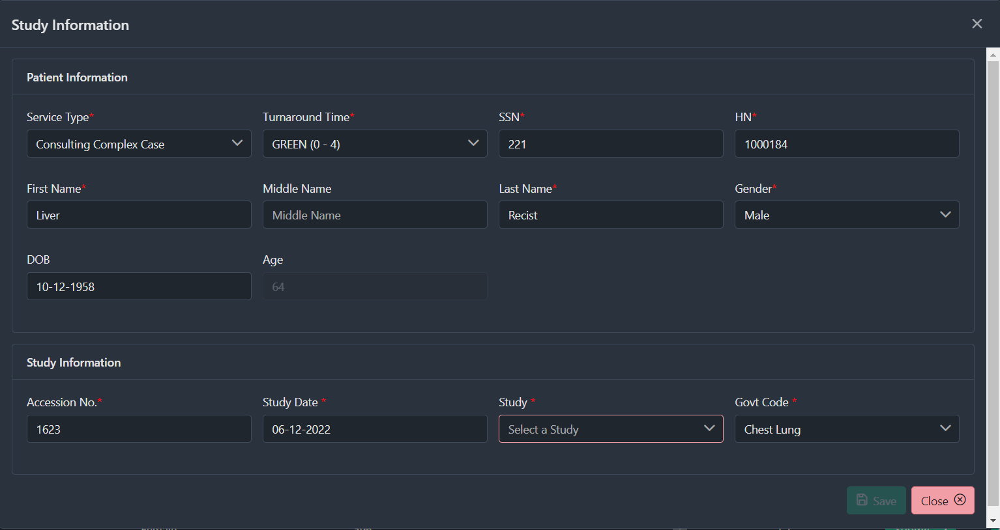 Study Information
Patient Information
Service Type* Turnaround Time* SSN* HN*
Consulting Complex Case GREEN (0 - 4) 221 1000184
First Name* Middle Name Last Name* Gender*
Liver Middle Name Recist Male
DOB Age
10-12-1958 64
Study Information
Accession No.* Study Date * Study * Govt Code *
1623 06-12-2022 Select a Study Chest Lung
Save Close